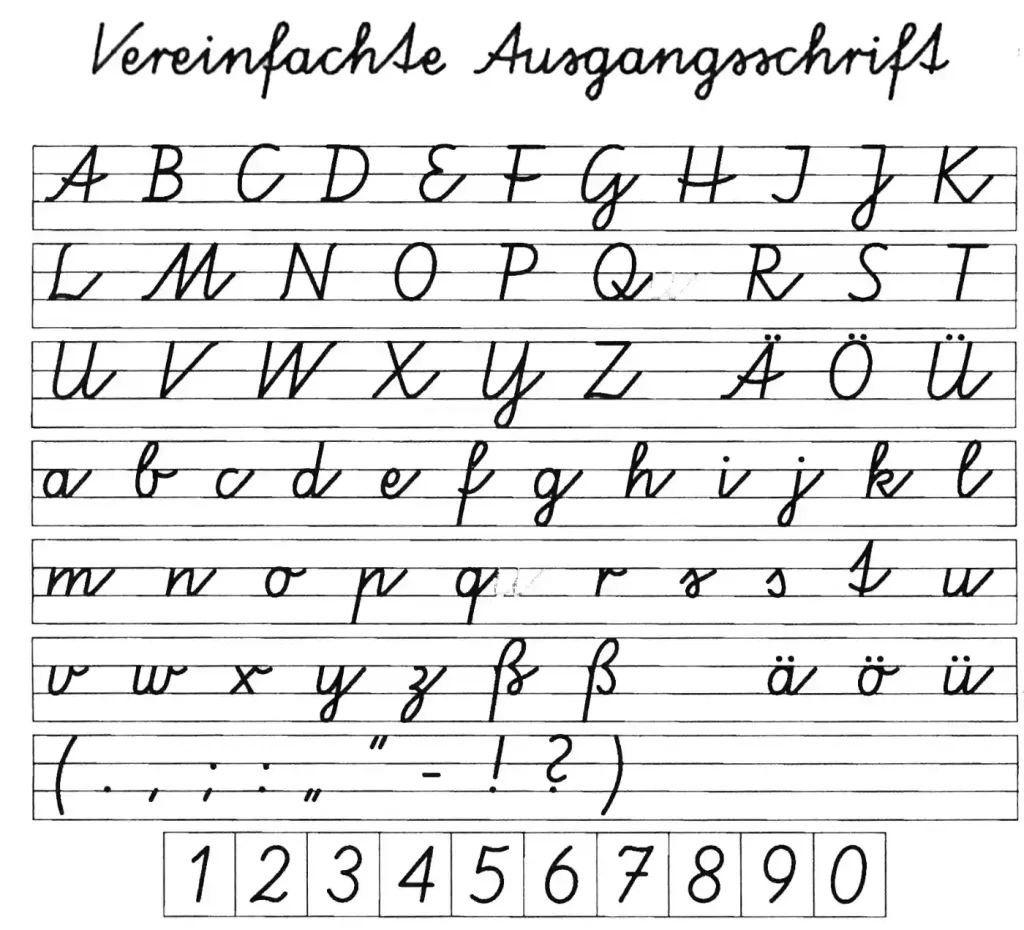 Vereinfachte Ausgangsschrift
A B C D E F G H I J K
L M N O P Q R S T
U V W X Y Z Ä Ö Ü
a b c d e f g h i j k l
m n o p q r s s t u
v w x y z ß ß ä ö ü
( . , ; : „ " - ! ? )
1 2 3 4 5 6 7 8 9 0